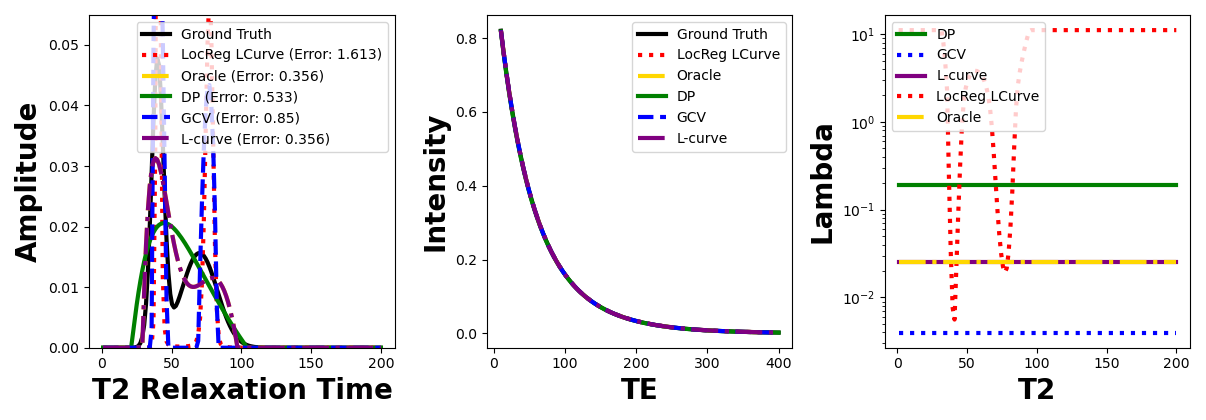 Amplitude
0.05
0.04
0.03
0.02
0.01
0.00
Ground Truth
LocReg LCurve (Error: 1.613)
Oracle (Error: 0.356)
DP (Error: 0.533)
GCV (Error: 0.85)
L-curve (Error: 0.356)
0 50 100 150 200
T2 Relaxation Time
Intensity
0.8
0.6
0.4
0.2
0.0
Ground Truth
LocReg LCurve
Oracle
DP
GCV
L-curve
0 100 200 300 400
TE
Lambda
10¹
10⁰
10⁻¹
10⁻²
DP
GCV
L-curve
LocReg LCurve
Oracle
0 50 100 150 200
T2